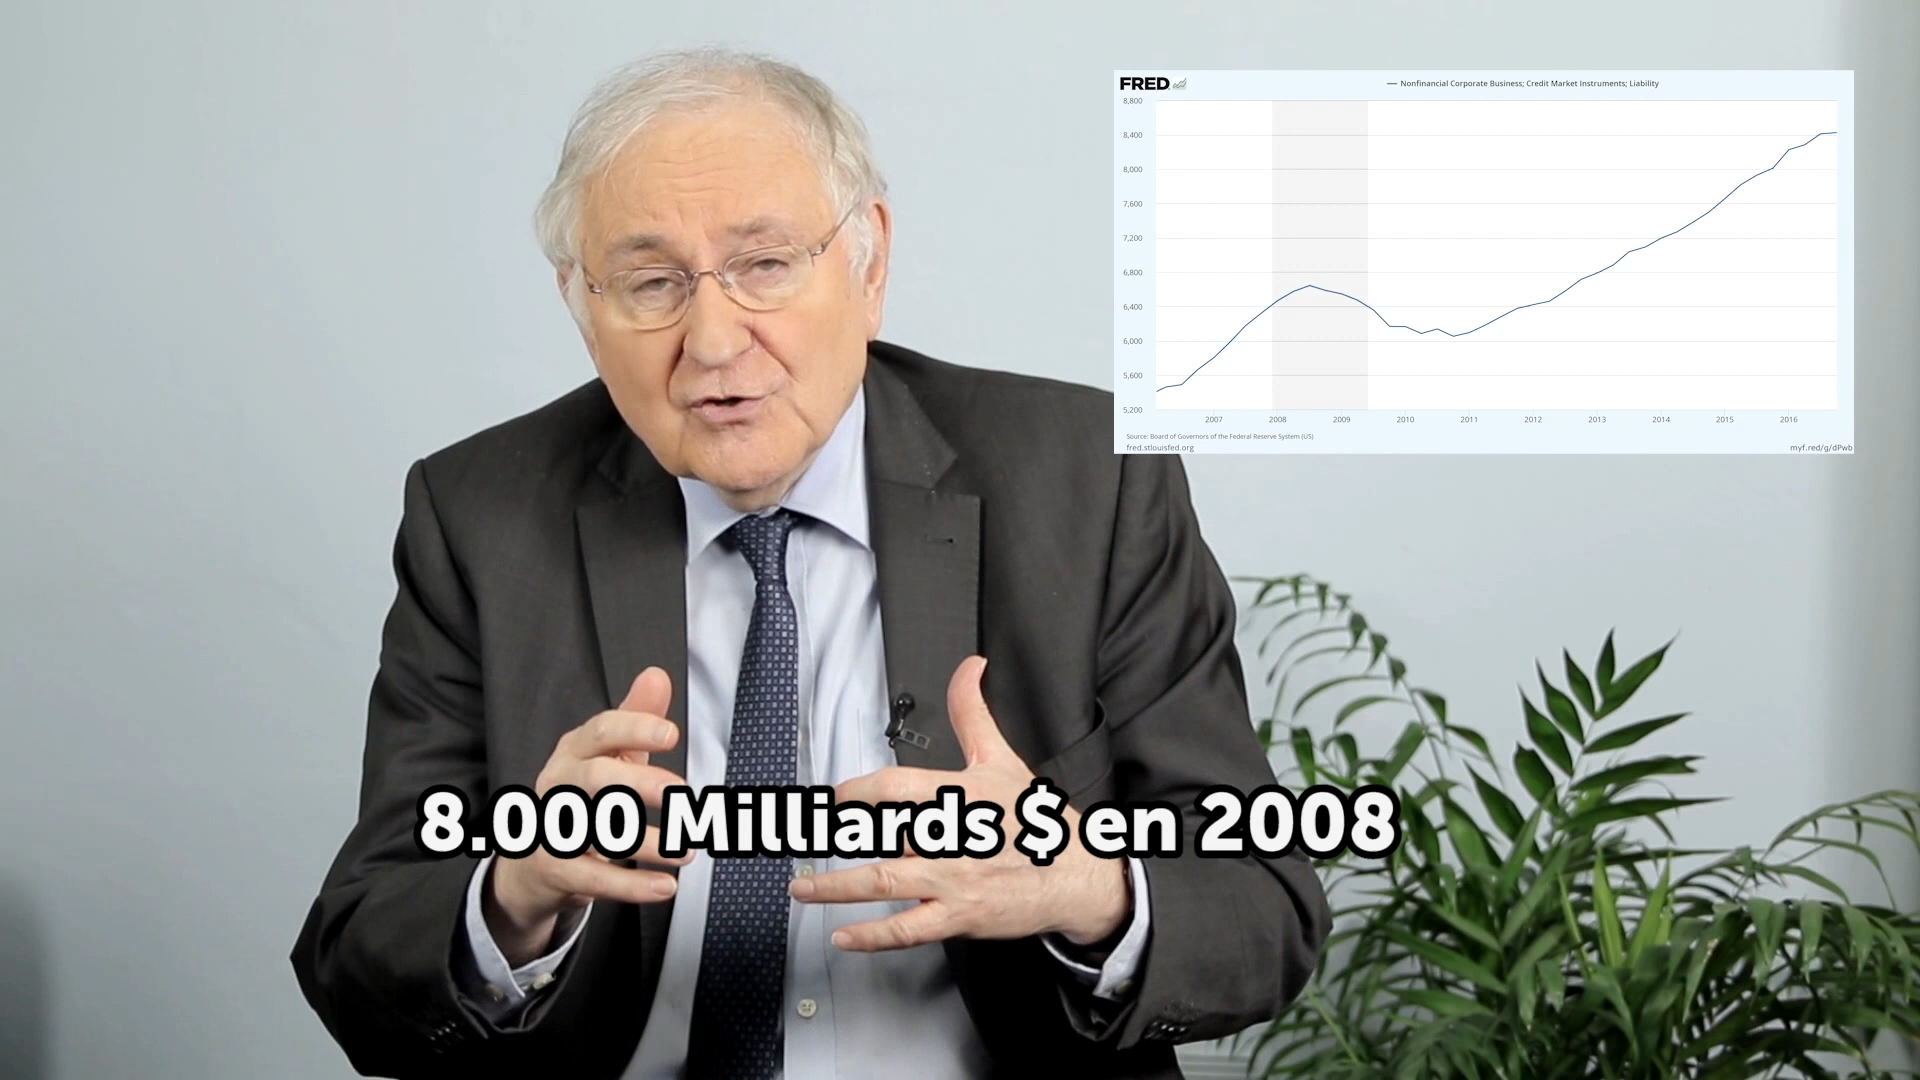 FRED
Nonfinancial Corporate Business; Credit Market Instruments; Liability
8,800
8,400
8,000
7,600
7,200
6,800
6,400
6,000
5,600
5,200
2007 2008 2009 2010 2011 2012 2013 2014 2015 2016
Source: Board of Governors of the Federal Reserve System (US)
fred.stlouisfed.org myf.red/g/dPwb
8.000 Milliards $ en 2008